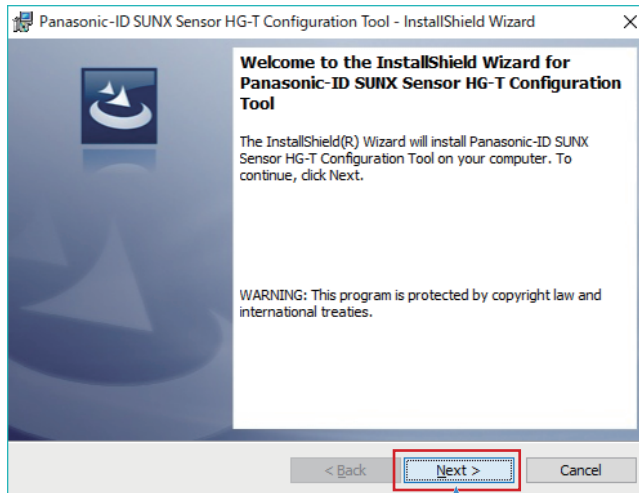 Panasonic-ID SUNX Sensor HG-T Configuration Tool - InstallShield Wizard
Welcome to the InstallShield Wizard for
Panasonic-ID SUNX Sensor HG-T Configuration
Tool
The InstallShield(R) Wizard will install Panasonic-ID SUNX
Sensor HG-T Configuration Tool on your computer. To
continue, click Next.
WARNING: This program is protected by copyright law and
international treaties.
< Back Next > Cancel